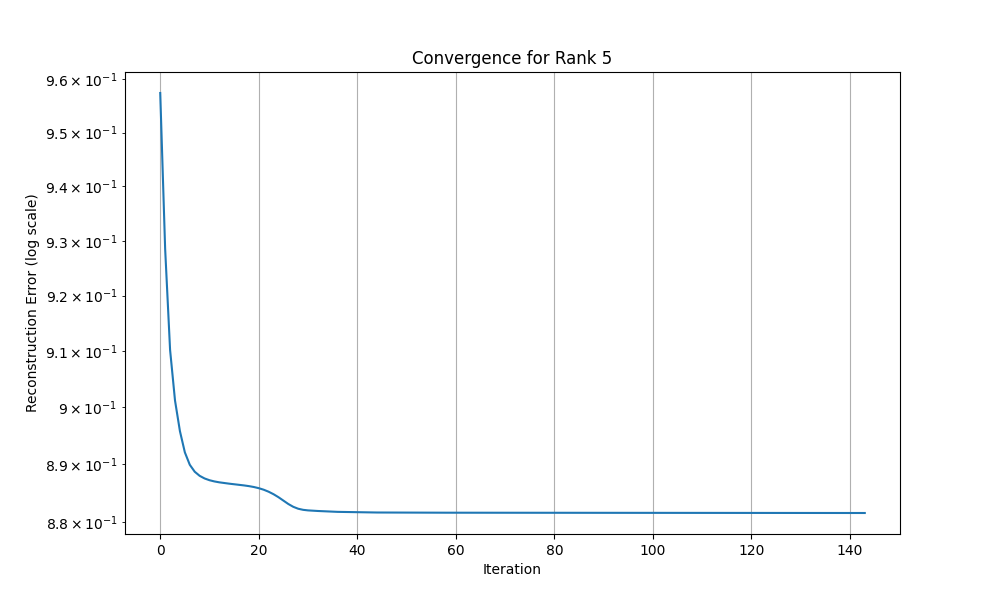 Convergence for Rank 5
Reconstruction Error (log scale)
9.6 × 10⁻¹
9.5 × 10⁻¹
9.4 × 10⁻¹
9.3 × 10⁻¹
9.2 × 10⁻¹
9.1 × 10⁻¹
9 × 10⁻¹
8.9 × 10⁻¹
8.8 × 10⁻¹
0 20 40 60 80 100 120 140
Iteration